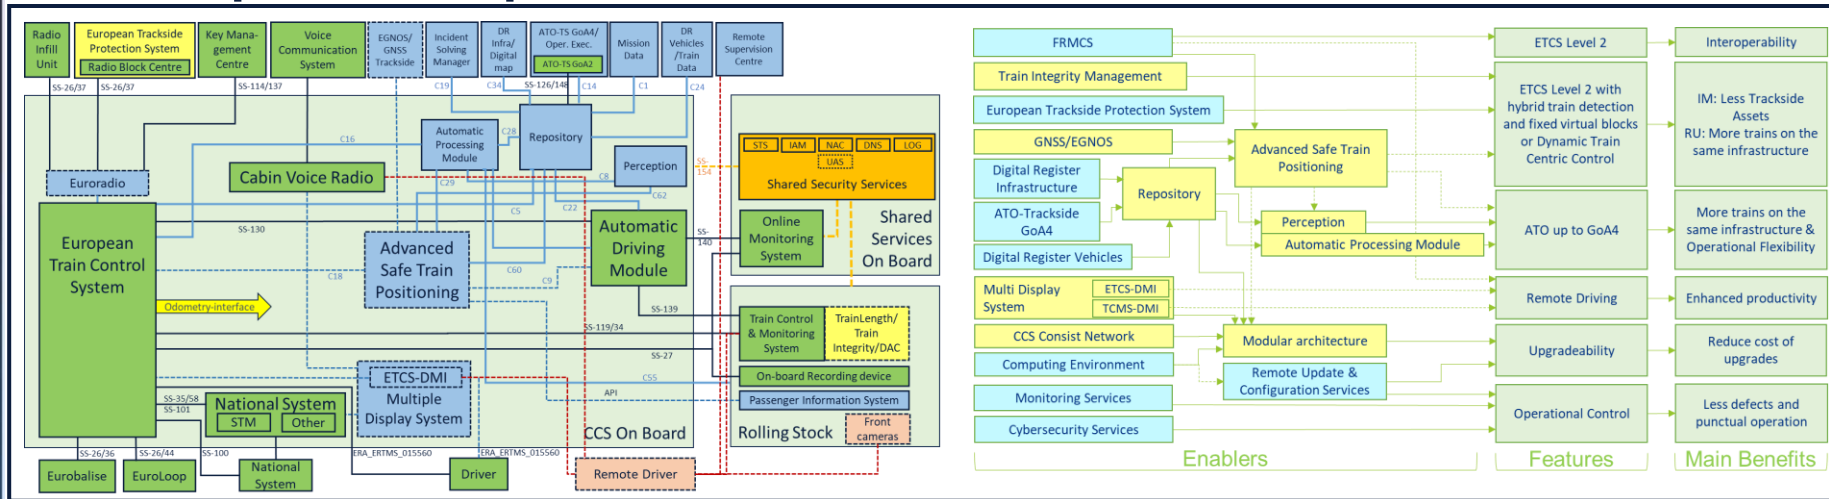 Radio
Infill
Unit
European Trackside
Protection System
Radio Block Centre
Key Mana-
gement
Centre
Voice
Communication
System
EGNOS/
GNSS
Trackside
Incident
Solving
Manager
DR
Infra/
Digital
map
ATO-TS GoA4/
Oper. Exec.
ATO-TS GoA2
Mission
Data
DR
Vehicles
/Train
Data
Remote
Supervision
Centre
SS-26/37
SS-26/37
SS-114/137
C19
C34
SS-126/148
C14
C1
C24
C16
Automatic
Processing
Module
C28
Repository
Perception
C8
C62
C29
C5
C22
SS-
154
STS
IAM
NAC
DNS
LOG
UAS
Shared Security Services
Euroradio
Cabin Voice Radio
European
Train Control
System
SS-130
Advanced
Safe Train
Positioning
C18
C60
C9
Automatic
Driving
Module
SS-
140
Online
Monitoring
System
Shared
Services
On Board
Odometry-interface
SS-139
SS-119/34
SS-27
Train Control
& Monitoring
System
TrainLength/
Train
Integrity/DAC
C55
On-board Recording device
API
Passenger Information System
ETCS-DMI
Multiple
Display System
SS-35/58
SS-101
National System
STM
Other
CCS On Board
Rolling Stock
Front
cameras
SS-26/36
SS-26/44
SS-100
ERA_ERTMS_015560
ERA_ERTMS_015560
Eurobalise
EuroLoop
National
System
Driver
Remote Driver
FRMCS
Train Integrity Management
European Trackside Protection System
GNSS/EGNOS
Digital Register
Infrastructure
ATO-Trackside
GoA4
Digital Register Vehicles
Repository
Advanced Safe Train
Positioning
Perception
Automatic Processing Module
Multi Display
System
ETCS-DMI
TCMS-DMI
CCS Consist Network
Computing Environment
Modular architecture
Remote Update &
Configuration Services
Monitoring Services
Cybersecurity Services
ETCS Level 2
ETCS Level 2 with
hybrid train detection
and fixed virtual blocks
or Dynamic Train
Centric Control
ATO up to GoA4
Remote Driving
Upgradeability
Operational Control
Interoperability
IM: Less Trackside
Assets
RU: More trains on the
same infrastructure
More trains on the
same infrastructure &
Operational Flexibility
Enhanced productivity
Reduce cost of
upgrades
Less defects and
punctual operation
Enablers
Features
Main Benefits